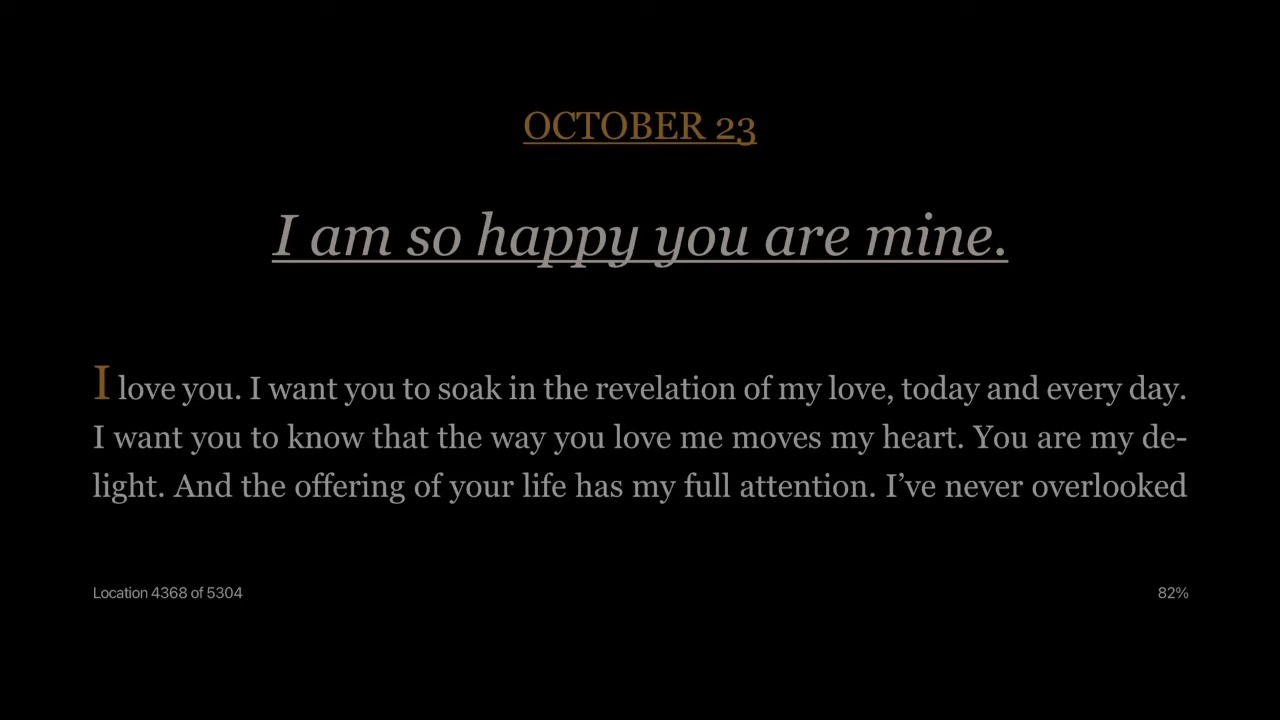 OCTOBER 23
I am so happy you are mine.
I love you. I want you to soak in the revelation of my love, today and every day.
I want you to know that the way you love me moves my heart. You are my de-
light. And the offering of your life has my full attention. I’ve never overlooked
Location 4368 of 5304
82%